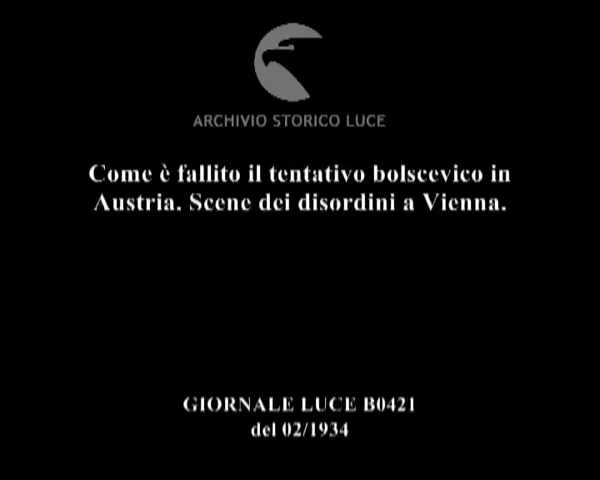 ARCHIVIO STORICO LUCE
Come è fallito il tentativo bolscevico in
Austria. Scene dei disordini a Vienna.
GIORNALE LUCE B0421
del 02/1934